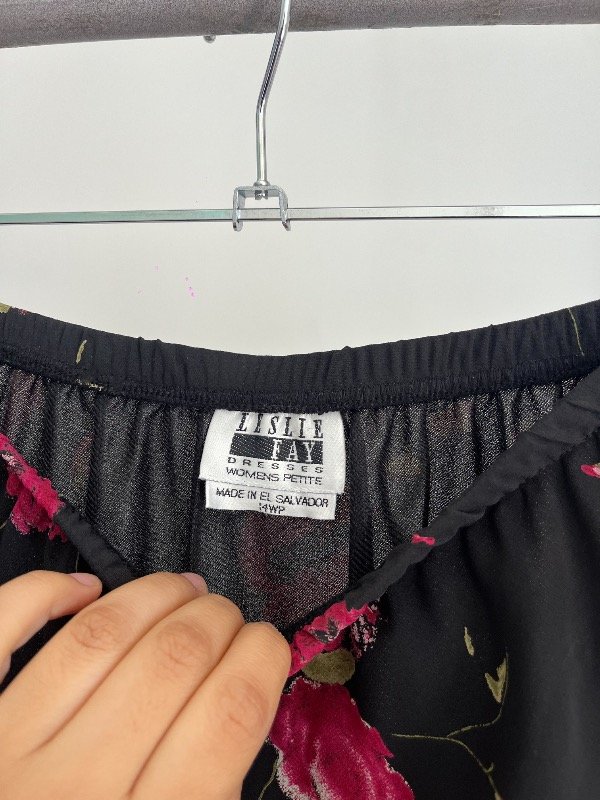 LESLIE
FAY
DRESSES
WOMENS PETITE
MADE IN EL SALVADOR
14WP